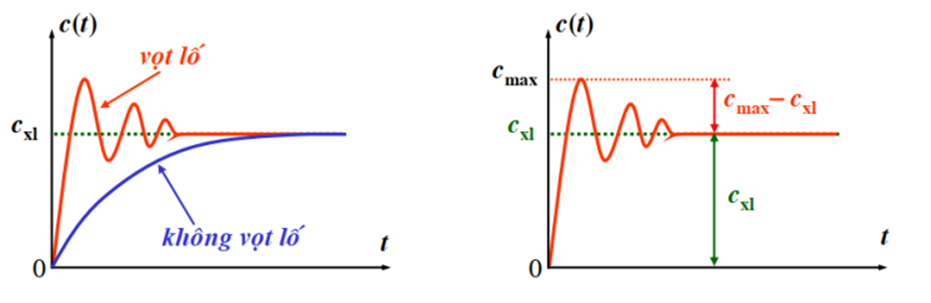 c(t)
vọt lố
c_xl
không vọt lố
t
0
c(t)
c_max
c_max − c_xl
c_xl
c_xl
t
0